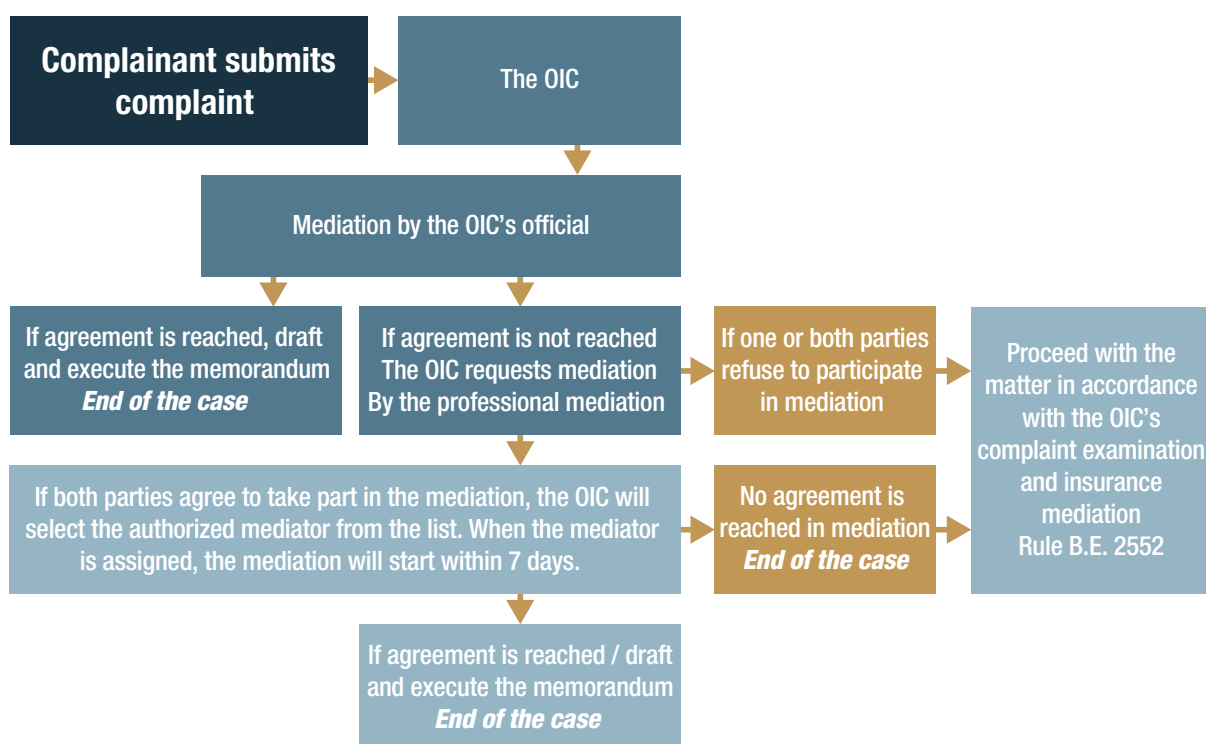 Complainant submits
complaint
The OIC
Mediation by the OIC's official
If agreement is reached, draft
and execute the memorandum
End of the case
If agreement is not reached
The OIC requests mediation
By the professional mediation
If one or both parties
refuse to participate
in mediation
Proceed with the
matter in accordance
with the OIC's
complaint examination
and insurance
mediation
Rule B.E. 2552
If both parties agree to take part in the mediation, the OIC will
select the authorized mediator from the list. When the mediator
is assigned, the mediation will start within 7 days.
No agreement is
reached in mediation
End of the case
If agreement is reached / draft
and execute the memorandum
End of the case